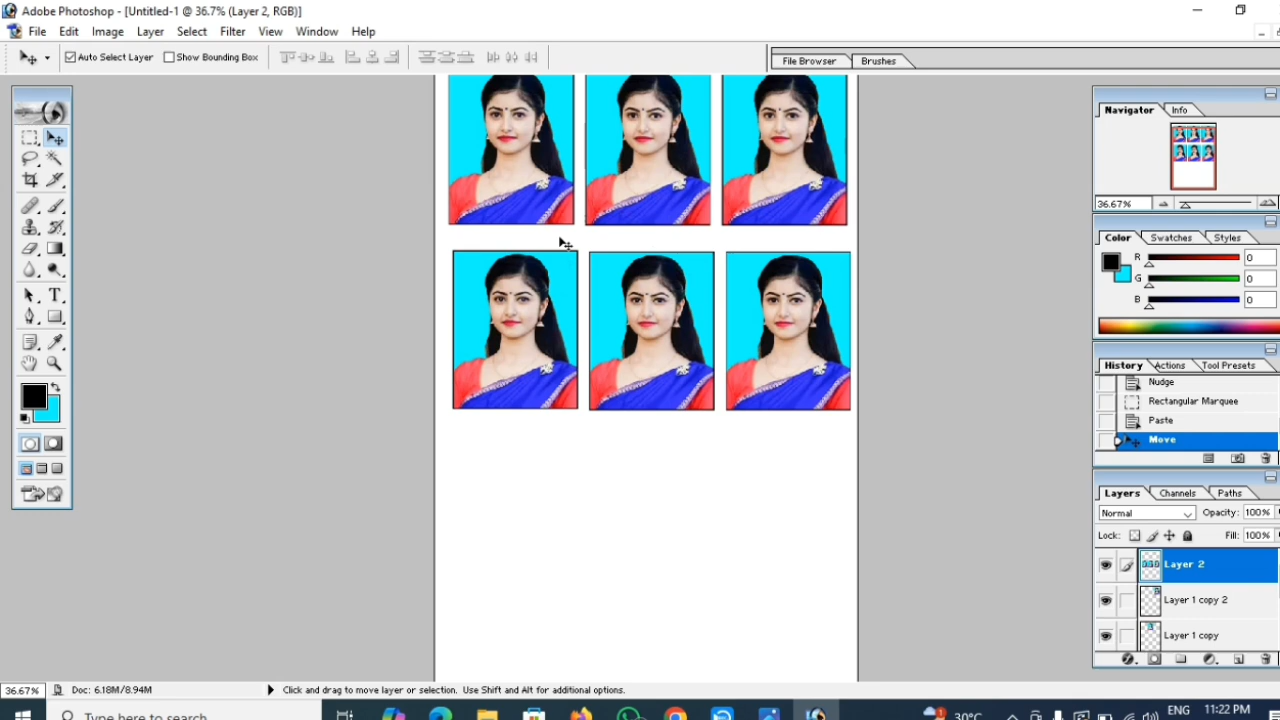 Adobe Photoshop - [Untitled-1 @ 36.7% (Layer 2, RGB)]
File Edit Image Layer Select Filter View Window Help
Auto Select Layer Show Bounding Box
File Browser Brushes
Navigator Info
36.67%
Color Swatches Styles
R 0
G 0
B 0
History Actions Tool Presets
Nudge
Rectangular Marquee
Paste
Move
Layers Channels Paths
Normal Opacity: 100%
Lock: Fill: 100%
Layer 2
Layer 1 copy 2
Layer 1 copy
36.67% Doc: 6.18M/8.94M Click and drag to move layer or selection. Use Shift and Alt for additional options.
Type here to search 1 30°C ENG 11:22 PM